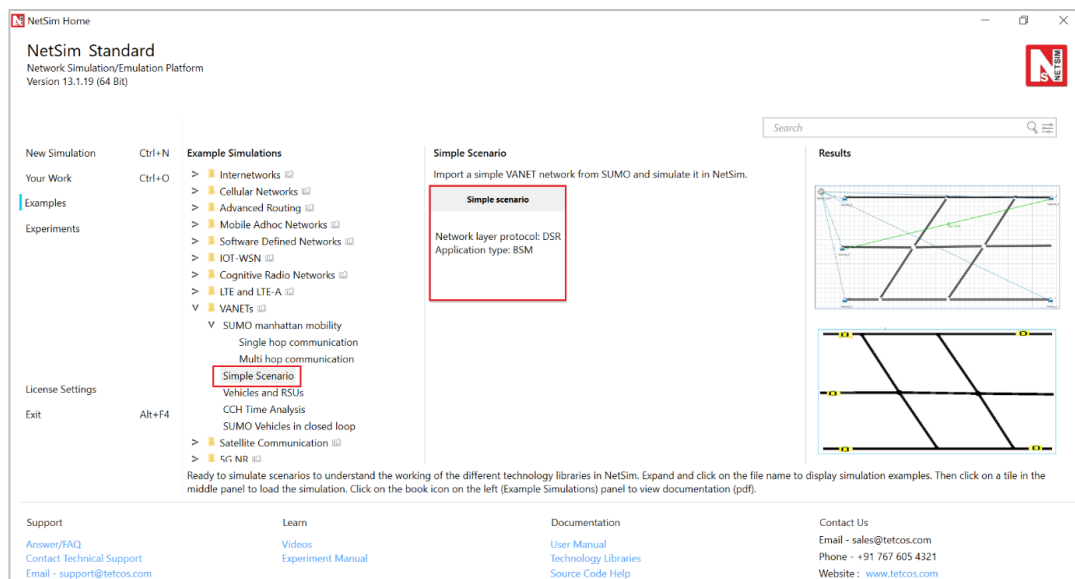 NetSim Home
NetSim Standard
Network Simulation/Emulation Platform
Version 13.1.19 (64 Bit)
NETSIM
Search
New Simulation Ctrl+N
Your Work Ctrl+O
Examples
Experiments
License Settings
Exit Alt+F4
Example Simulations
> Internetworks
> Cellular Networks
> Advanced Routing
> Mobile Adhoc Networks
> Software Defined Networks
> IOT-WSN
> Cognitive Radio Networks
> LTE and LTE-A
V VANETs
V SUMO manhattan mobility
Single hop communication
Multi hop communication
Simple Scenario
Vehicles and RSUs
CCH Time Analysis
SUMO Vehicles in closed loop
> Satellite Communication
> 5G NR
Simple Scenario
Import a simple VANET network from SUMO and simulate it in NetSim.
Simple scenario
Network layer protocol: DSR
Application type: BSM
Results
Ready to simulate scenarios to understand the working of the different technology libraries in NetSim. Expand and click on the file name to display simulation examples. Then click on a tile in the
middle panel to load the simulation. Click on the book icon on the left (Example Simulations) panel to view documentation (pdf).
Support
Answer/FAQ
Contact Technical Support
Email - support@tetcos.com
Learn
Videos
Experiment Manual
Documentation
User Manual
Technology Libraries
Source Code Help
Contact Us
Email - sales@tetcos.com
Phone - +91 767 605 4321
Website : www.tetcos.com